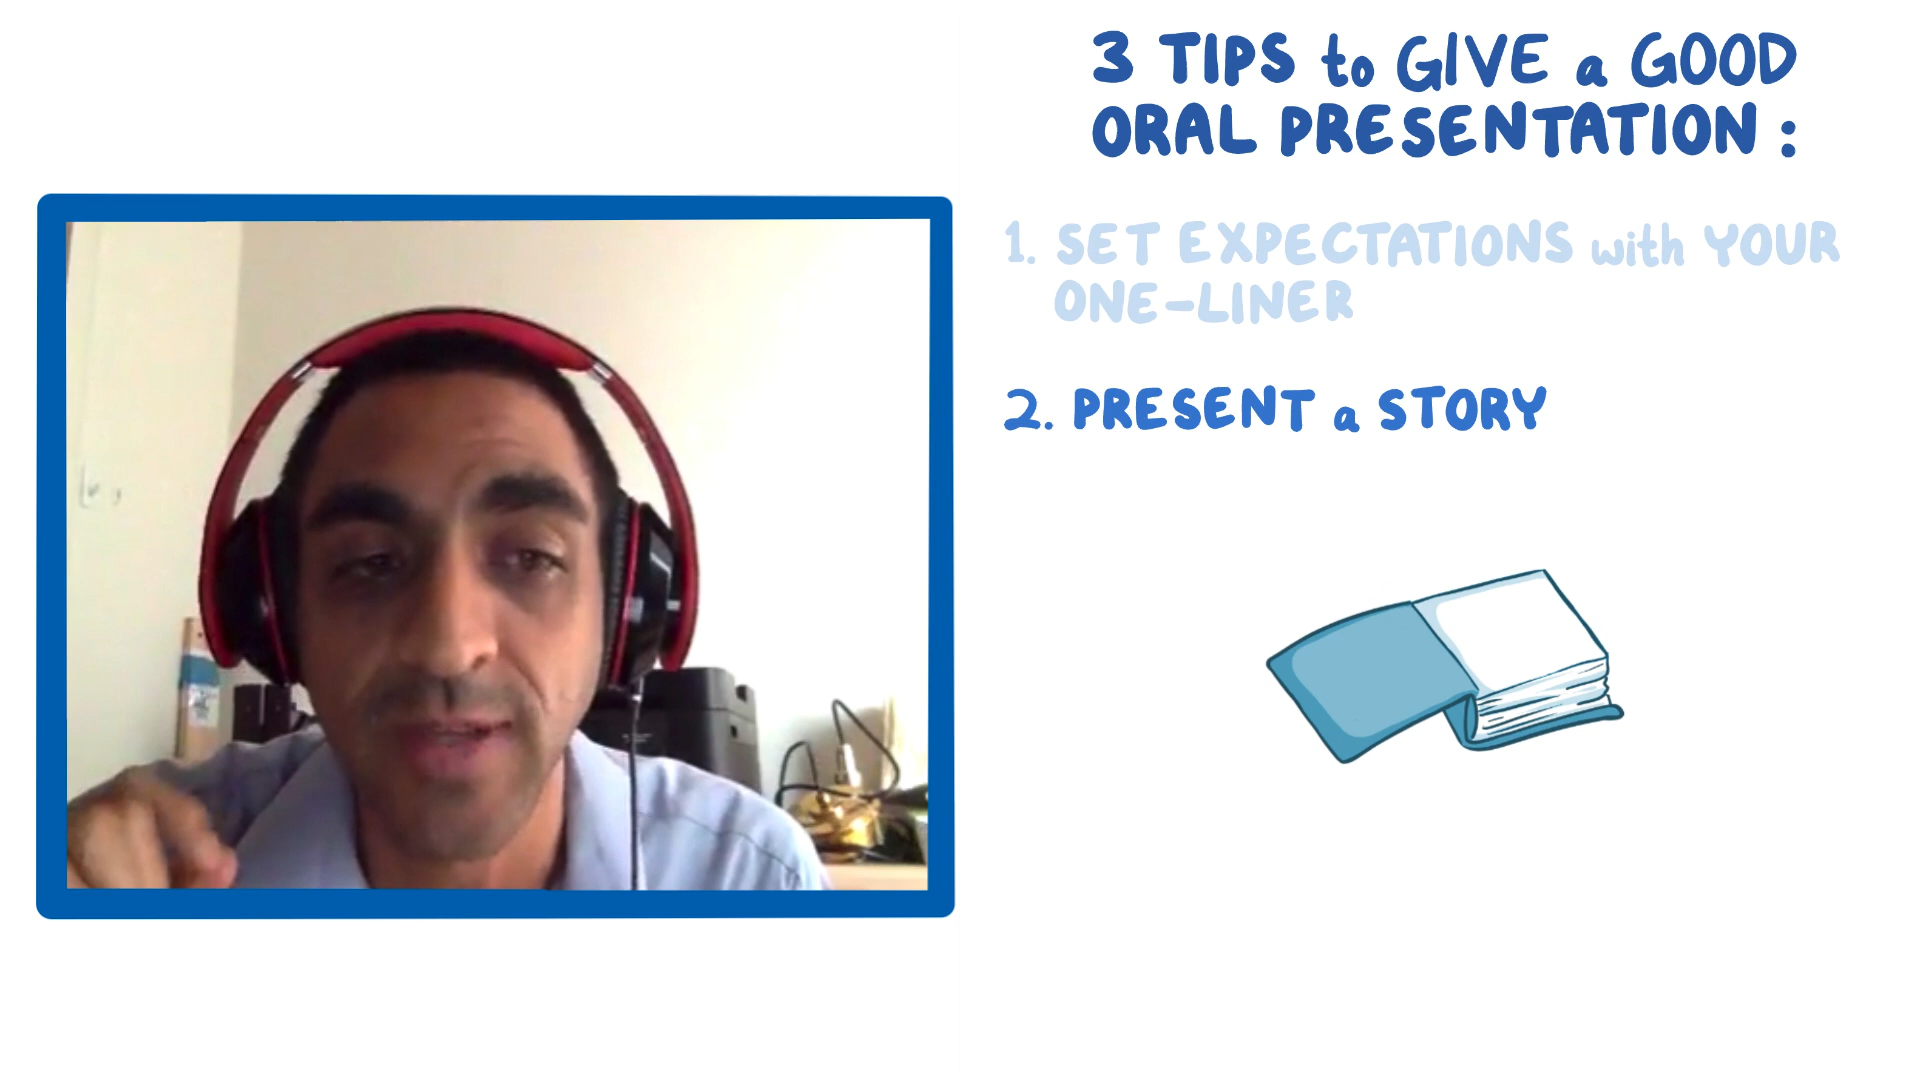 3 TIPS to GIVE a GOOD
ORAL PRESENTATION :
1. SET EXPECTATIONS with YOUR
ONE-LINER
2. PRESENT a STORY